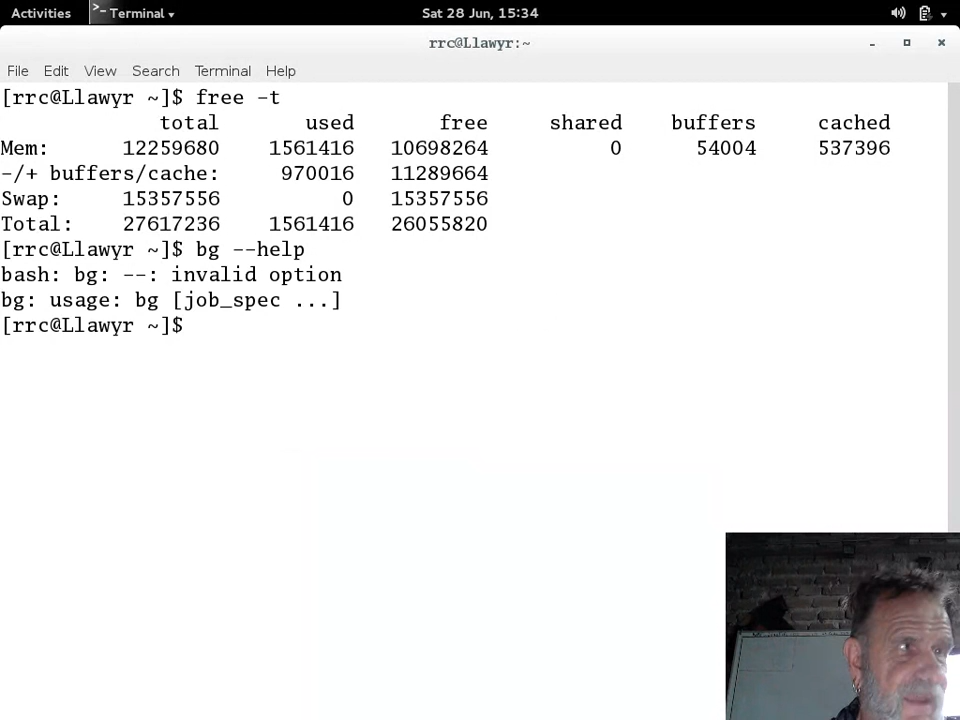 Activities >_ Terminal Sat 28 Jun, 15:34
rrc@Llawyr:~
File Edit View Search Terminal Help
[rrc@Llawyr ~]$ free -t
total used free shared buffers cached
Mem: 12259680 1561416 10698264 0 54004 537396
-/+ buffers/cache: 970016 11289664
Swap: 15357556 0 15357556
Total: 27617236 1561416 26055820
[rrc@Llawyr ~]$ bg --help
bash: bg: --: invalid option
bg: usage: bg [job_spec ...]
[rrc@Llawyr ~]$